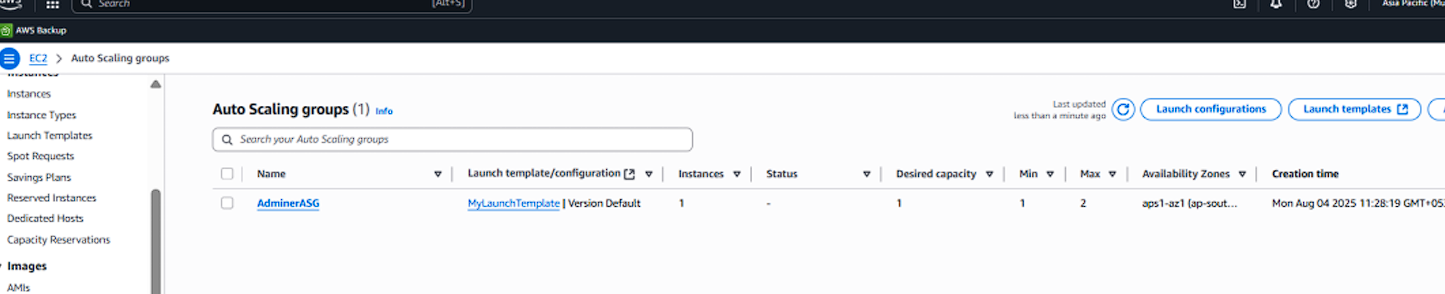 aws Search [Alt+S] Asia Pacific (Mu
AWS Backup
EC2 > Auto Scaling groups
Instances
Instances
Instance Types
Launch Templates
Spot Requests
Savings Plans
Reserved Instances
Dedicated Hosts
Capacity Reservations
Images
AMIs
Auto Scaling groups (1) Info
Last updated
less than a minute ago
Launch configurations
Launch templates
Search your Auto Scaling groups
Name Launch template/configuration Instances Status Desired capacity Min Max Availability Zones Creation time
AdminerASG MyLaunchTemplate | Version Default 1 - 1 1 2 aps1-az1 (ap-sout... Mon Aug 04 2025 11:28:19 GMT+05